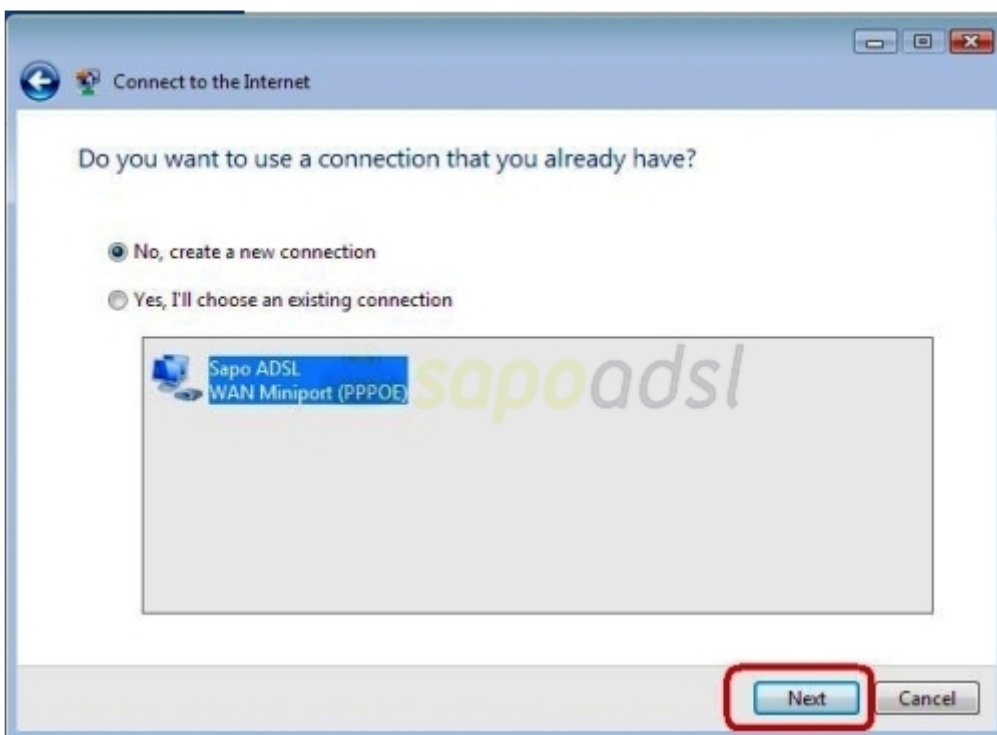 Connect to the Internet
Do you want to use a connection that you already have?
No, create a new connection
Yes, I'll choose an existing connection
Sapo ADSL
WAN Miniport (PPPOE)
sapoadsl
Next
Cancel